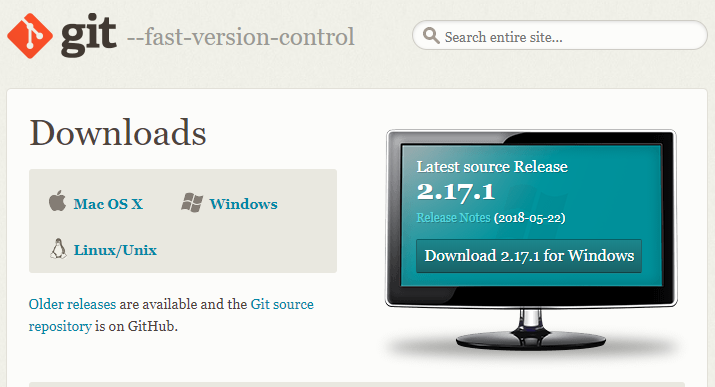 git --fast-version-control
Search entire site...
Downloads
Mac OS X
Windows
Linux/Unix
Older releases are available and the Git source
repository is on GitHub.
Latest source Release
2.17.1
Release Notes (2018-05-22)
Download 2.17.1 for Windows